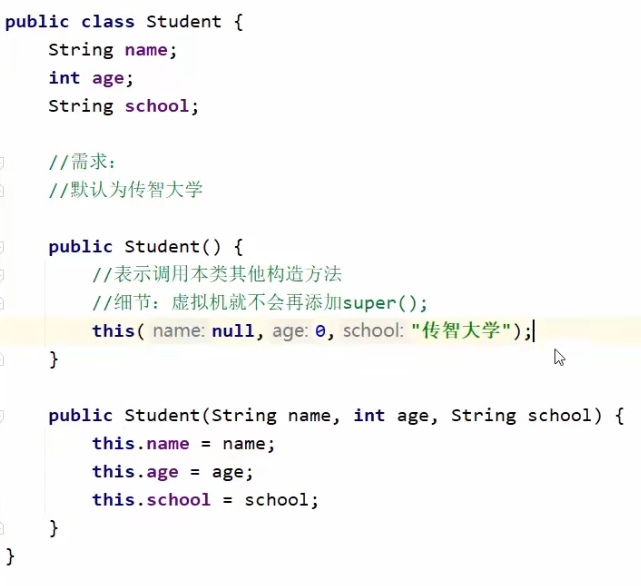 public class Student {
String name;
int age;
String school;
//需求：
//默认为传智大学
public Student() {
//表示调用本类其他构造方法
//细节：虚拟机就不会再添加super();
this( name: null, age: 0, school: "传智大学");
}
public Student(String name, int age, String school) {
this.name = name;
this.age = age;
this.school = school;
}
}